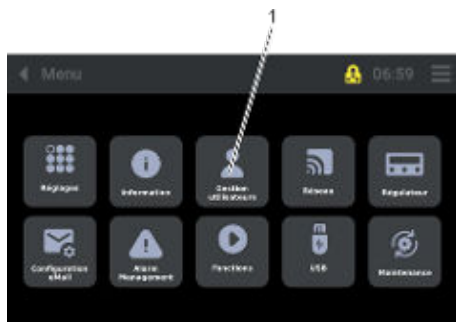 1
Menu
06:59
Réglages
Information
Gestion
utilisateurs
Réseau
Régulateur
Configuration
eMail
Alarm
Management
Fonctions
USB
Maintenance